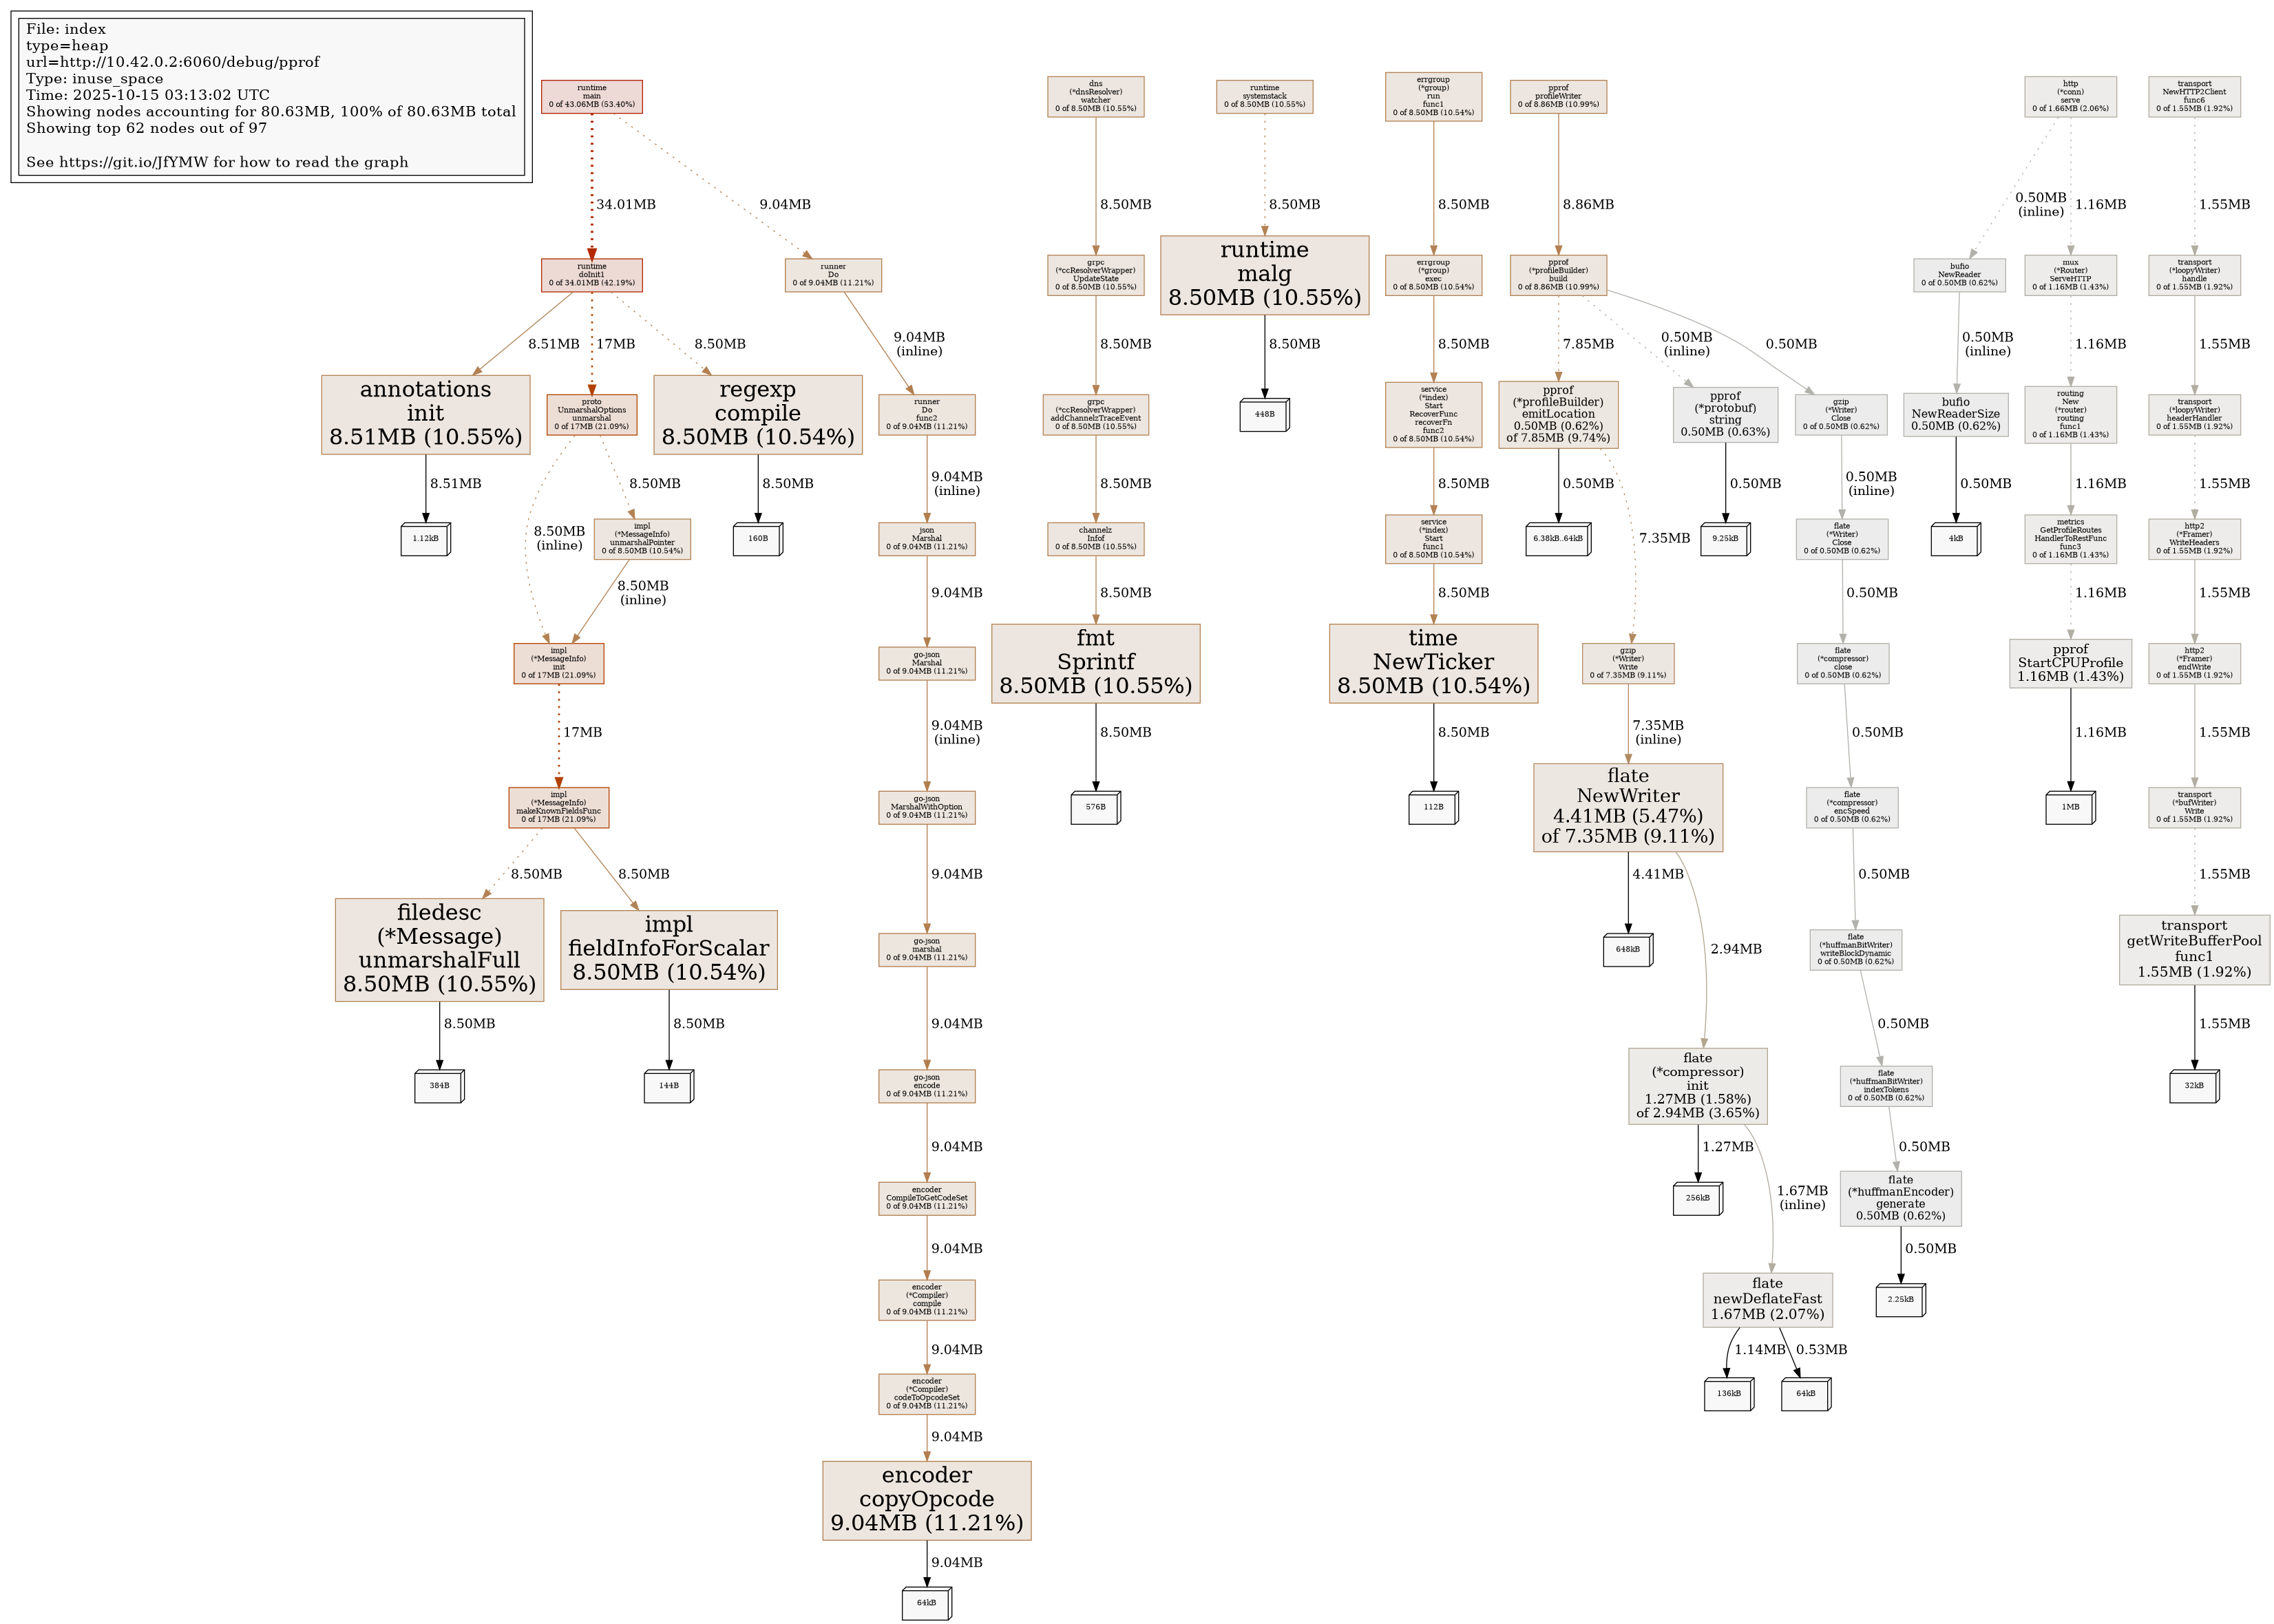 File: index
type=heap
url=http://10.42.0.2:6060/debug/pprof
Type: inuse_space
Time: 2025-10-15 03:13:02 UTC
Showing nodes accounting for 80.63MB, 100% of 80.63MB total
Showing top 62 nodes out of 97
See https://git.io/JfYMW for how to read the graph
runtime
main
0 of 43.06MB (53.40%)
34.01MB
9.04MB
runtime
doInit1
0 of 34.01MB (42.19%)
8.51MB
17MB
8.50MB
annotations
init
8.51MB (10.55%)
8.51MB
1.12kB
proto
UnmarshalOptions
unmarshal
0 of 17MB (21.09%)
8.50MB
(inline)
8.50MB
impl
(*MessageInfo)
unmarshalPointer
0 of 8.50MB (10.54%)
8.50MB
(inline)
regexp
compile
8.50MB (10.54%)
8.50MB
160B
impl
(*MessageInfo)
init
0 of 17MB (21.09%)
17MB
impl
(*MessageInfo)
makeKnownFieldsFunc
0 of 17MB (21.09%)
8.50MB
8.50MB
filedesc
(*Message)
unmarshalFull
8.50MB (10.55%)
8.50MB
384B
impl
fieldInfoForScalar
8.50MB (10.54%)
8.50MB
144B
runner
Do
0 of 9.04MB (11.21%)
9.04MB
(inline)
runner
Do
func2
0 of 9.04MB (11.21%)
9.04MB
(inline)
json
Marshal
0 of 9.04MB (11.21%)
9.04MB
go-json
Marshal
0 of 9.04MB (11.21%)
9.04MB
(inline)
go-json
MarshalWithOption
0 of 9.04MB (11.21%)
9.04MB
go-json
marshal
0 of 9.04MB (11.21%)
9.04MB
go-json
encode
0 of 9.04MB (11.21%)
9.04MB
encoder
CompileToGetCodeSet
0 of 9.04MB (11.21%)
9.04MB
encoder
(*Compiler)
compile
0 of 9.04MB (11.21%)
9.04MB
encoder
(*Compiler)
codeToOpcodeSet
0 of 9.04MB (11.21%)
9.04MB
encoder
copyOpcode
9.04MB (11.21%)
9.04MB
64kB
dns
(*dnsResolver)
watcher
0 of 8.50MB (10.55%)
8.50MB
grpc
(*ccResolverWrapper)
UpdateState
0 of 8.50MB (10.55%)
8.50MB
grpc
(*ccResolverWrapper)
addChannelzTraceEvent
0 of 8.50MB (10.55%)
8.50MB
channelz
Infof
0 of 8.50MB (10.55%)
8.50MB
fmt
Sprintf
8.50MB (10.55%)
8.50MB
576B
runtime
systemstack
0 of 8.50MB (10.55%)
8.50MB
runtime
malg
8.50MB (10.55%)
8.50MB
448B
errgroup
(*group)
run
func1
0 of 8.50MB (10.54%)
8.50MB
errgroup
(*group)
exec
0 of 8.50MB (10.54%)
8.50MB
service
(*index)
Start
RecoverFunc
recoverFn
func2
0 of 8.50MB (10.54%)
8.50MB
service
(*index)
Start
func1
0 of 8.50MB (10.54%)
8.50MB
time
NewTicker
8.50MB (10.54%)
8.50MB
112B
pprof
profileWriter
0 of 8.86MB (10.99%)
8.86MB
pprof
(*profileBuilder)
build
0 of 8.86MB (10.99%)
7.85MB
0.50MB
(inline)
0.50MB
pprof
(*profileBuilder)
emitLocation
0.50MB (0.62%)
of 7.85MB (9.74%)
0.50MB
6.38kB..64kB
7.35MB
pprof
(*protobuf)
string
0.50MB (0.63%)
0.50MB
9.25kB
gzip
(*Writer)
Write
0 of 7.35MB (9.11%)
7.35MB
(inline)
flate
NewWriter
4.41MB (5.47%)
of 7.35MB (9.11%)
4.41MB
648kB
2.94MB
flate
(*compressor)
init
1.27MB (1.58%)
of 2.94MB (3.65%)
1.27MB
256kB
1.67MB
(inline)
flate
newDeflateFast
1.67MB (2.07%)
1.14MB
0.53MB
136kB
64kB
gzip
(*Writer)
Close
0 of 0.50MB (0.62%)
0.50MB
(inline)
flate
(*Writer)
Close
0 of 0.50MB (0.62%)
0.50MB
flate
(*compressor)
close
0 of 0.50MB (0.62%)
0.50MB
flate
(*compressor)
encSpeed
0 of 0.50MB (0.62%)
0.50MB
flate
(*huffmanBitWriter)
writeBlockDynamic
0 of 0.50MB (0.62%)
0.50MB
flate
(*huffmanBitWriter)
indexTokens
0 of 0.50MB (0.62%)
0.50MB
flate
(*huffmanEncoder)
generate
0.50MB (0.62%)
0.50MB
2.25kB
http
(*conn)
serve
0 of 1.66MB (2.06%)
0.50MB
(inline)
1.16MB
bufio
NewReader
0 of 0.50MB (0.62%)
0.50MB
(inline)
bufio
NewReaderSize
0.50MB (0.62%)
0.50MB
4kB
mux
(*Router)
ServeHTTP
0 of 1.16MB (1.43%)
1.16MB
routing
New
(*router)
routing
func1
0 of 1.16MB (1.43%)
1.16MB
metrics
GetProfileRoutes
HandlerToRestFunc
func3
0 of 1.16MB (1.43%)
1.16MB
pprof
StartCPUProfile
1.16MB (1.43%)
1.16MB
1MB
transport
NewHTTP2Client
func6
0 of 1.55MB (1.92%)
1.55MB
transport
(*loopyWriter)
handle
0 of 1.55MB (1.92%)
1.55MB
transport
(*loopyWriter)
headerHandler
0 of 1.55MB (1.92%)
1.55MB
http2
(*Framer)
WriteHeaders
0 of 1.55MB (1.92%)
1.55MB
http2
(*Framer)
endWrite
0 of 1.55MB (1.92%)
1.55MB
transport
(*bufWriter)
Write
0 of 1.55MB (1.92%)
1.55MB
transport
getWriteBufferPool
func1
1.55MB (1.92%)
1.55MB
32kB